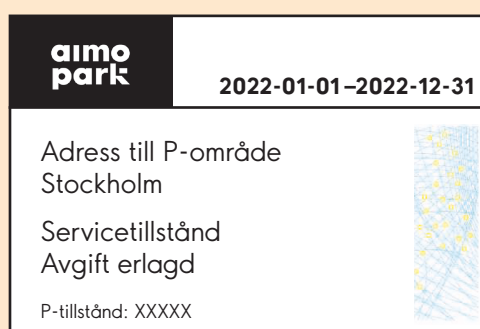 aimo
park
2022-01-01–2022-12-31
Adress till P-område
Stockholm
Servicetillstånd
Avgift erlagd
P-tillstånd: XXXXX